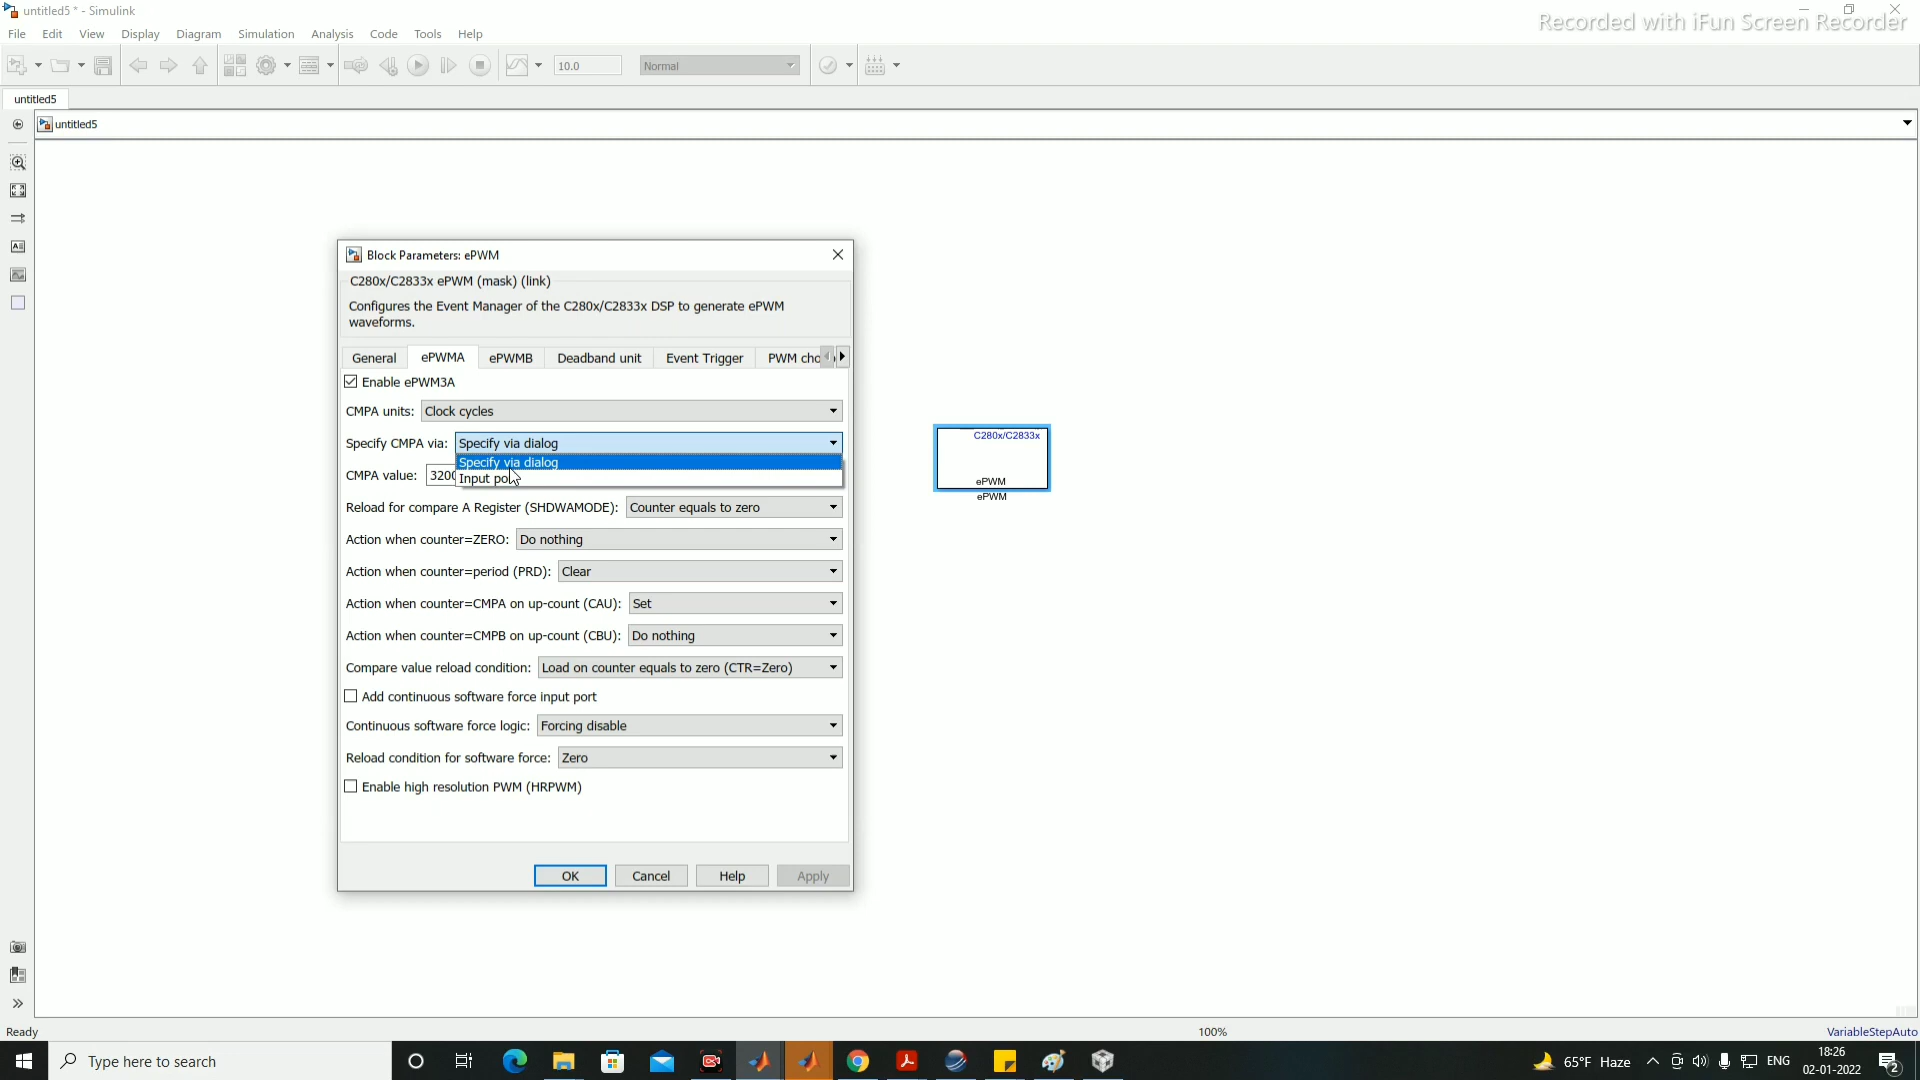 untitled5 * - Simulink
Recorded with iFun Screen Recorder
File Edit View Display Diagram Simulation Analysis Code Tools Help
10.0 Normal
untitled5
untitled5
Block Parameters: ePWM
C280x/C2833x ePWM (mask) (link)
Configures the Event Manager of the C280x/C2833x DSP to generate ePWM
waveforms.
General ePWMA ePWMB Deadband unit Event Trigger PWM cho
Enable ePWM3A
CMPA units: Clock cycles
Specify CMPA via: Specify via dialog
Specify via dialog
CMPA value: 3200
Input po
Reload for compare A Register (SHDWAMODE): Counter equals to zero
Action when counter=ZERO: Do nothing
Action when counter=period (PRD): Clear
Action when counter=CMPA on up-count (CAU): Set
Action when counter=CMPB on up-count (CBU): Do nothing
Compare value reload condition: Load on counter equals to zero (CTR=Zero)
Add continuous software force input port
Continuous software force logic: Forcing disable
Reload condition for software force: Zero
Enable high resolution PWM (HRPWM)
OK Cancel Help Apply
C280x/C2833x
ePWM
ePWM
Ready 100% VariableStepAuto
Type here to search
65°F Haze ENG
18:26
02-01-2022
2